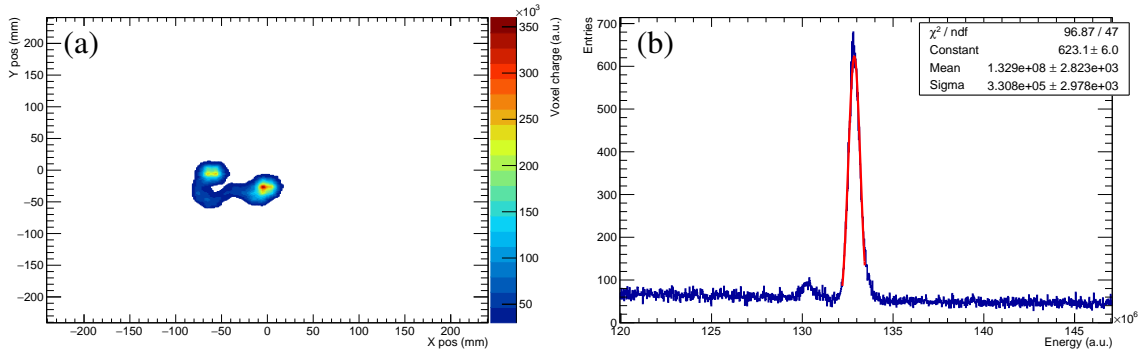 (a)
Y pos (mm)
200
150
100
50
0
−50
−100
−150
−200
−200 −150 −100 −50 0 50 100 150 200
X pos (mm)
×10³
350
300
250
200
150
100
50
Voxel charge (a.u.)
(b)
Entries
700
600
500
400
300
200
100
0
120 125 130 135 140 145
×10⁶
Energy (a.u.)
χ² / ndf 96.87 / 47
Constant 623.1 ± 6.0
Mean 1.329e+08 ± 2.823e+03
Sigma 3.308e+05 ± 2.978e+03